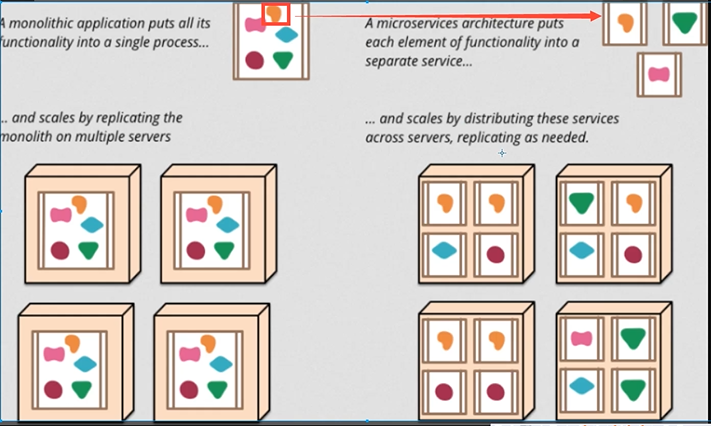 A monolithic application puts all its
functionality into a single process...
A microservices architecture puts
each element of functionality into a
separate service...
... and scales by replicating the
monolith on multiple servers
... and scales by distributing these services
across servers, replicating as needed.